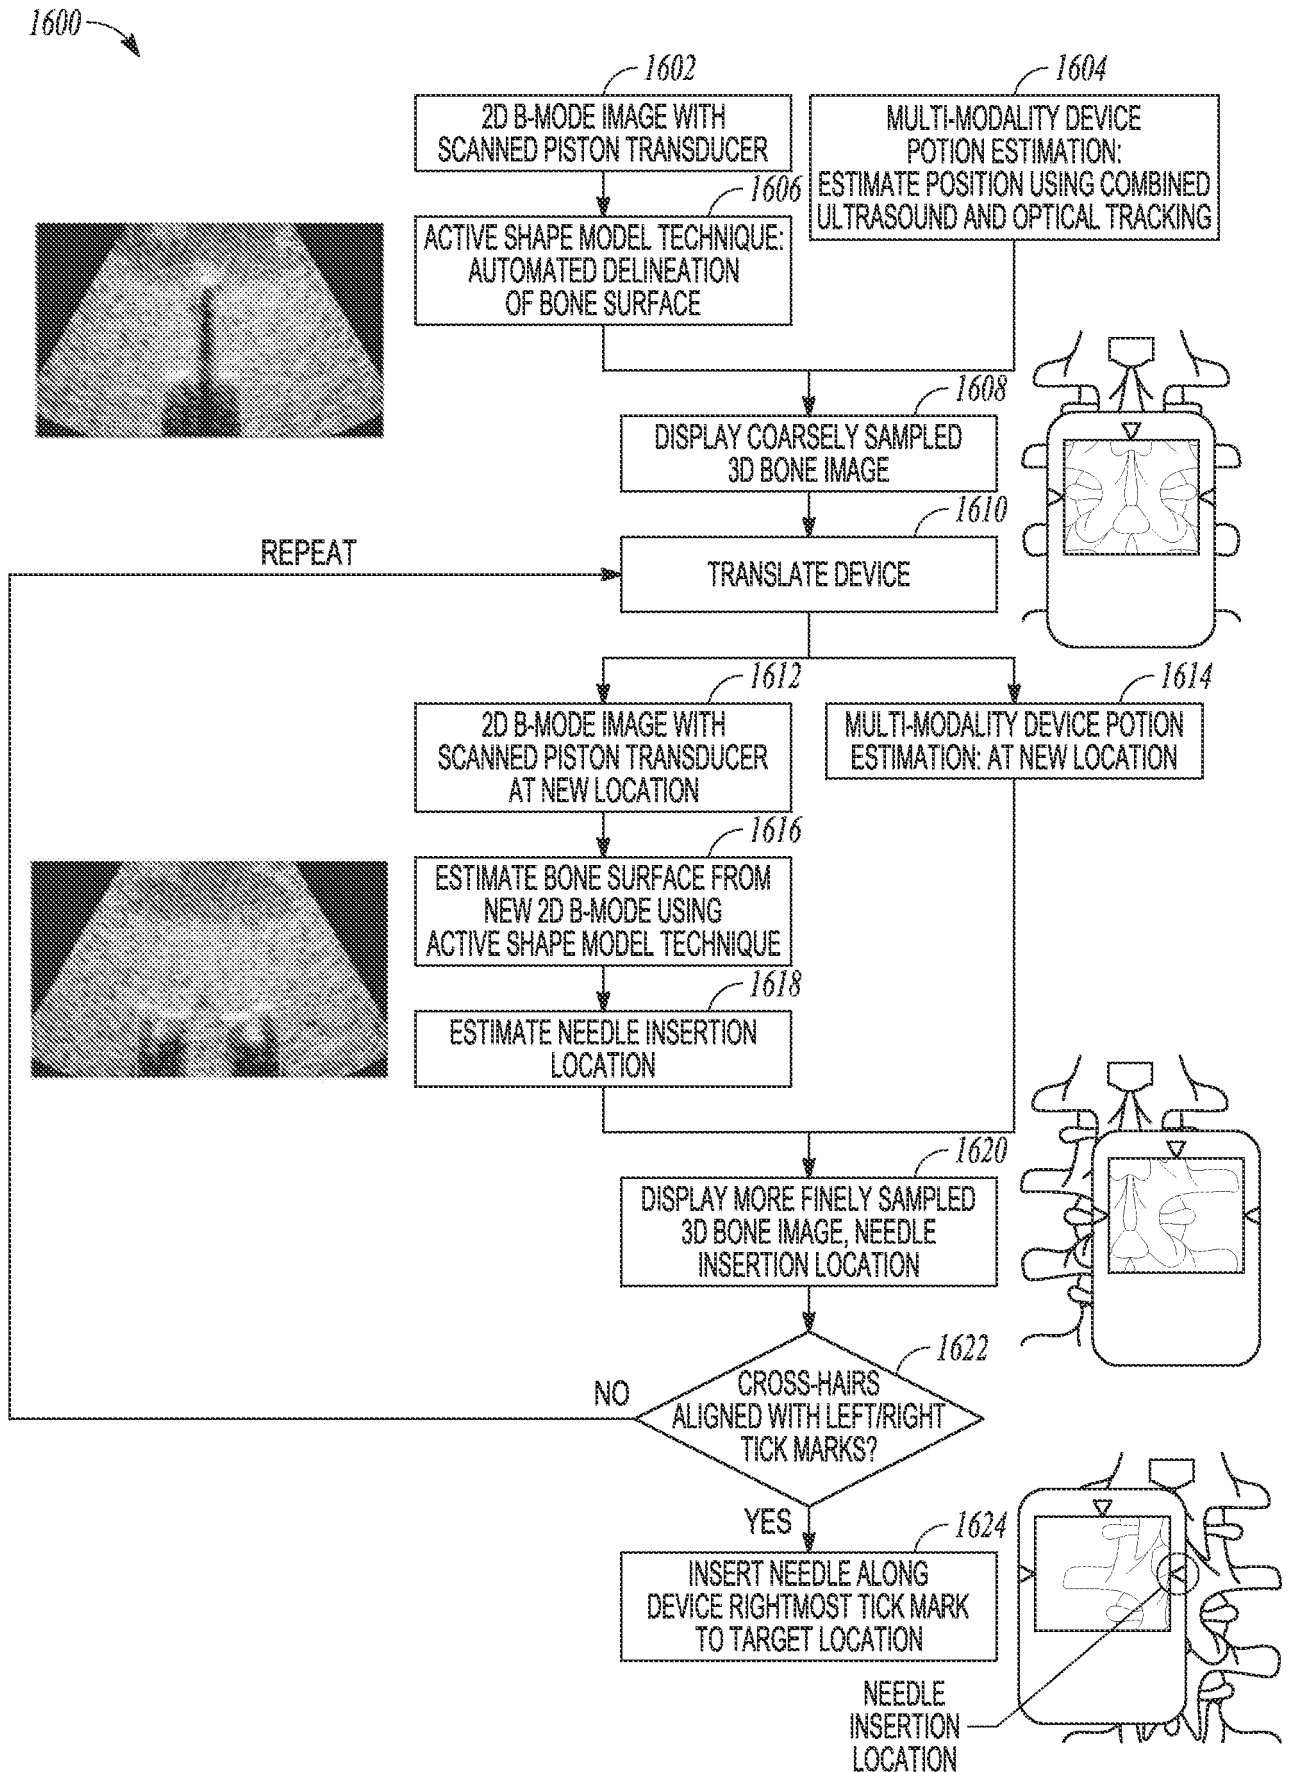 1600
1602
2D B-MODE IMAGE WITH
SCANNED PISTON TRANSDUCER
1604
MULTI-MODALITY DEVICE
POTION ESTIMATION:
ESTIMATE POSITION USING COMBINED
ULTRASOUND AND OPTICAL TRACKING
1606
ACTIVE SHAPE MODEL TECHNIQUE:
AUTOMATED DELINEATION
OF BONE SURFACE
1608
DISPLAY COARSELY SAMPLED
3D BONE IMAGE
1610
REPEAT
TRANSLATE DEVICE
1612
2D B-MODE IMAGE WITH
SCANNED PISTON TRANSDUCER
AT NEW LOCATION
1614
MULTI-MODALITY DEVICE POTION
ESTIMATION: AT NEW LOCATION
1616
ESTIMATE BONE SURFACE FROM
NEW 2D B-MODE USING
ACTIVE SHAPE MODEL TECHNIQUE
1618
ESTIMATE NEEDLE INSERTION
LOCATION
1620
DISPLAY MORE FINELY SAMPLED
3D BONE IMAGE, NEEDLE
INSERTION LOCATION
1622
CROSS-HAIRS
ALIGNED WITH LEFT/RIGHT
TICK MARKS?
NO
YES
1624
INSERT NEEDLE ALONG
DEVICE RIGHTMOST TICK MARK
TO TARGET LOCATION
NEEDLE
INSERTION
LOCATION